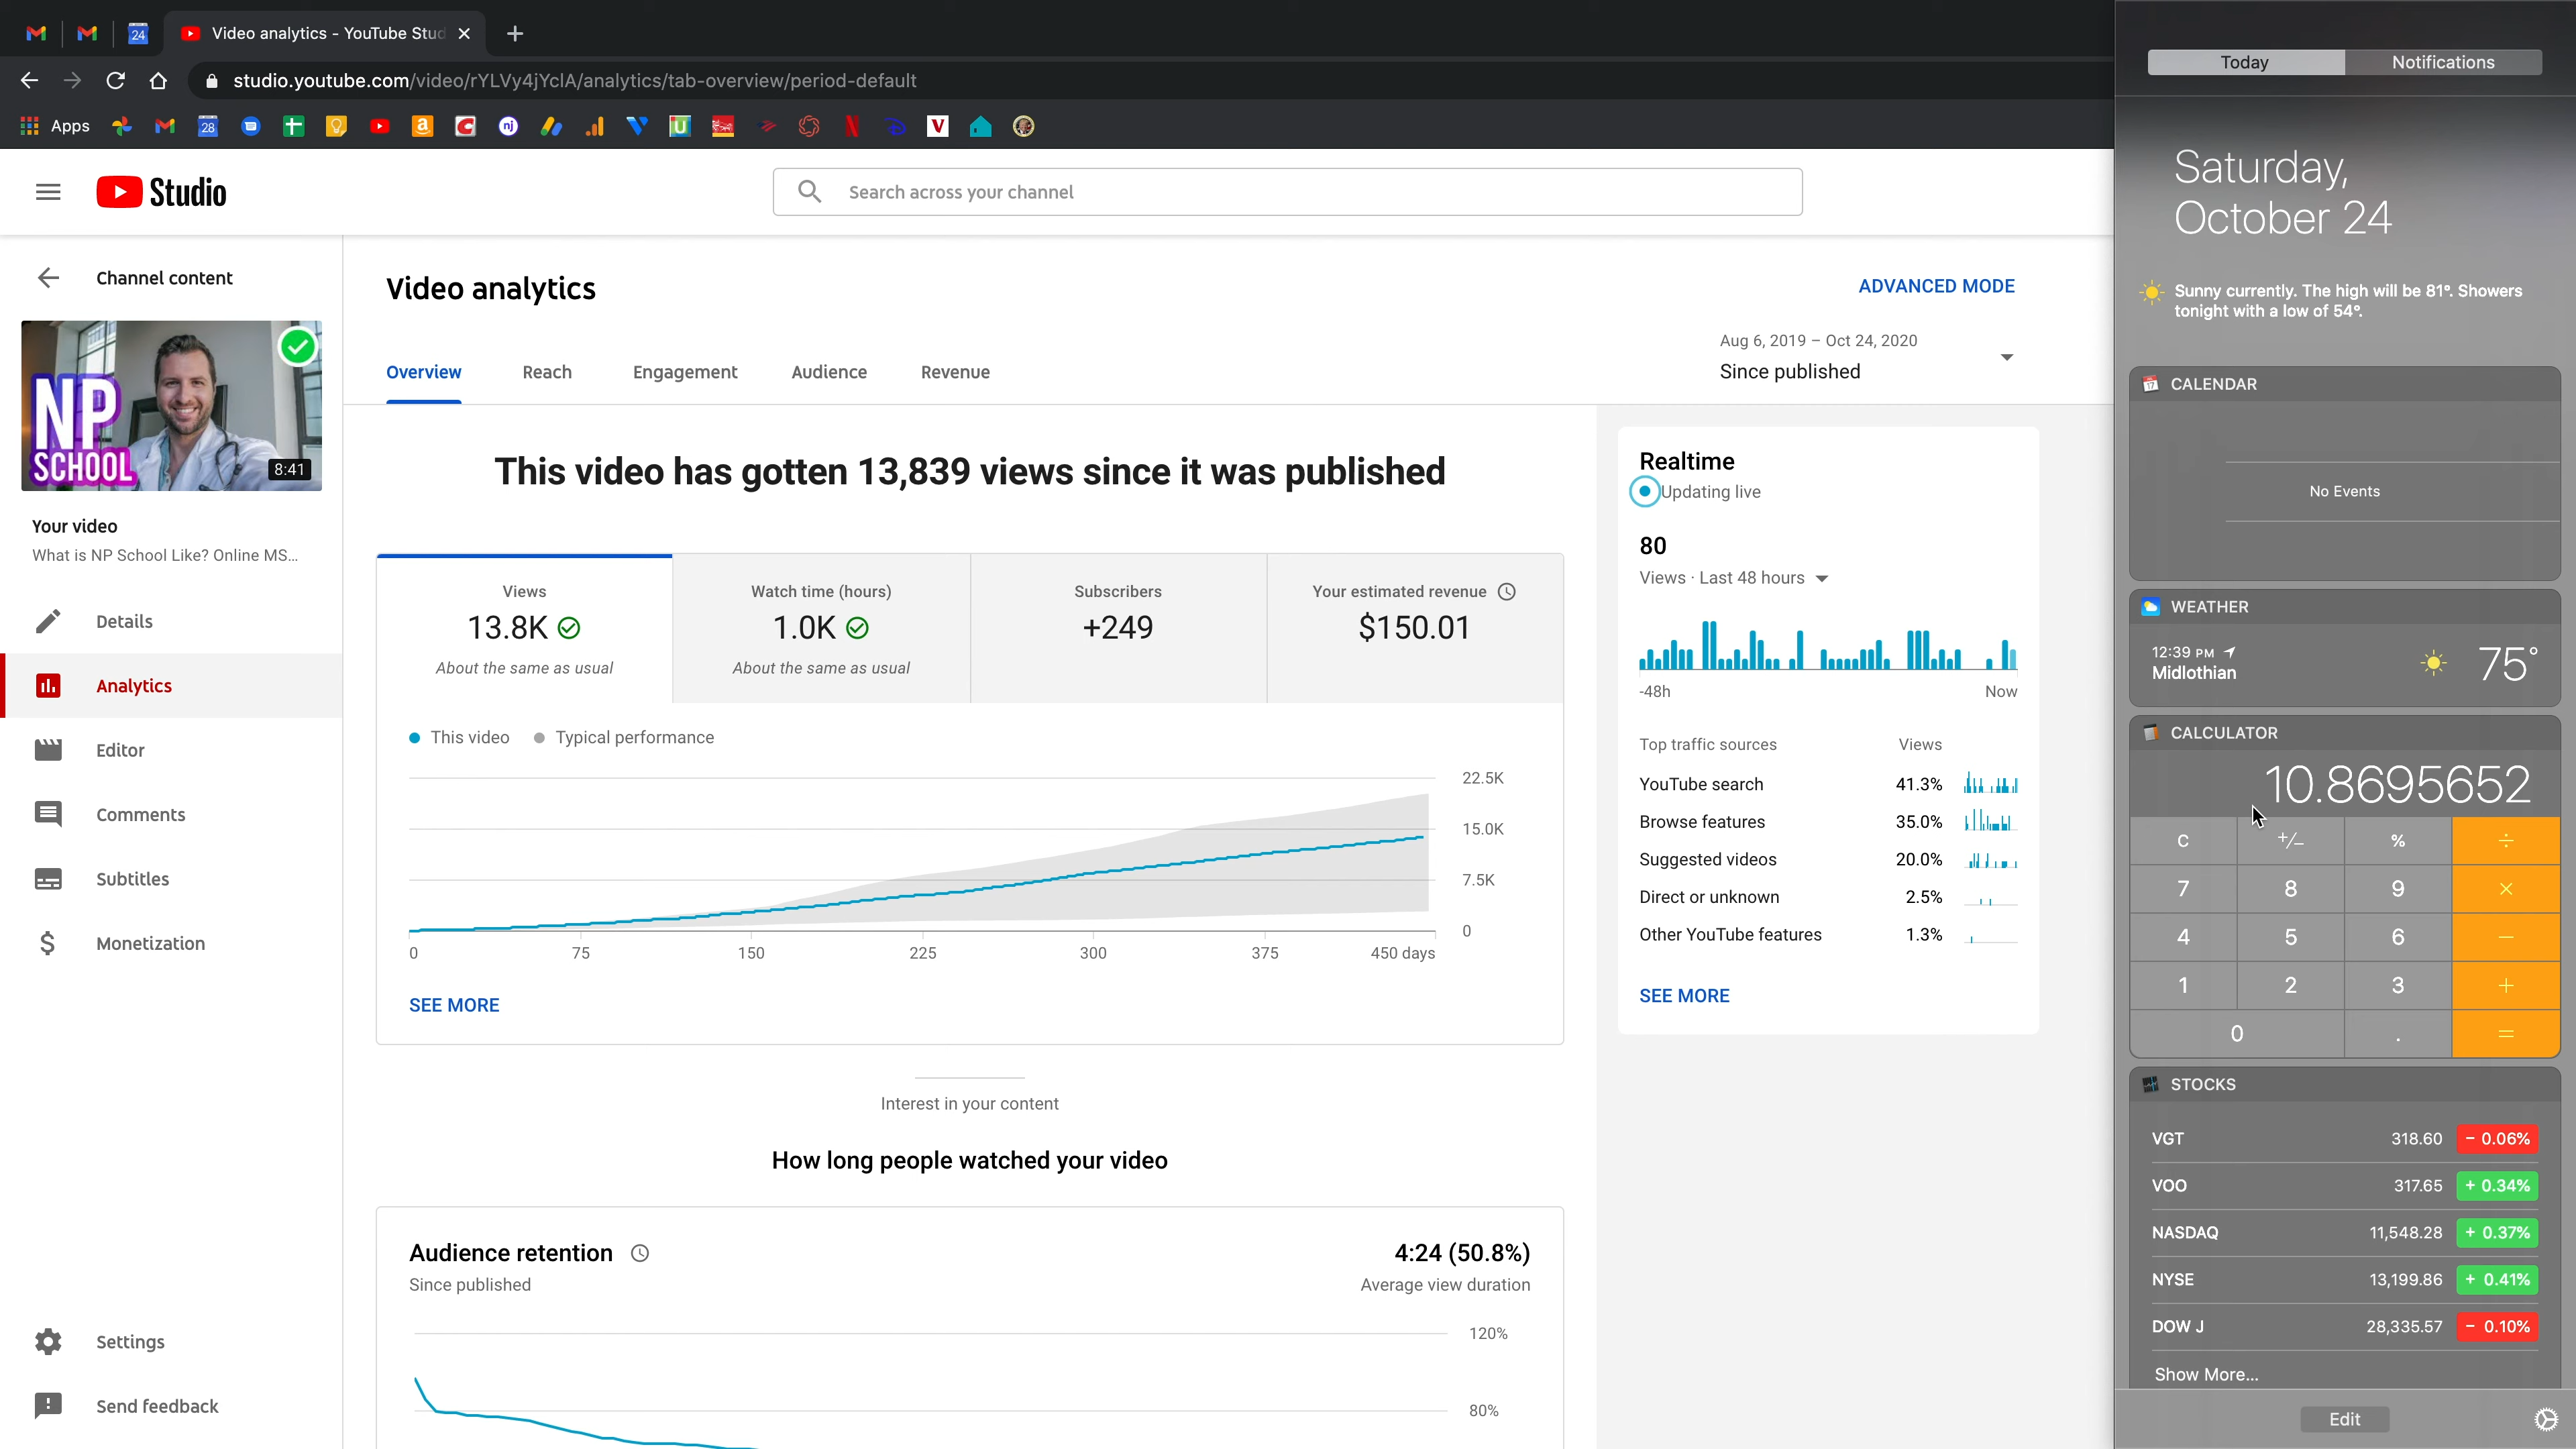 24
Video analytics - YouTube Stud
studio.youtube.com/video/rYLVy4jYclA/analytics/tab-overview/period-default
Apps
28
nj
V
Studio
Search across your channel
Channel content
NP
SCHOOL
8:41
Your video
What is NP School Like? Online MS...
Details
Analytics
Editor
Comments
Subtitles
Monetization
Settings
Send feedback
Video analytics
ADVANCED MODE
Overview
Reach
Engagement
Audience
Revenue
Aug 6, 2019 – Oct 24, 2020
Since published
This video has gotten 13,839 views since it was published
Views
13.8K
About the same as usual
Watch time (hours)
1.0K
About the same as usual
Subscribers
+249
Your estimated revenue
$150.01
This video
Typical performance
22.5K
15.0K
7.5K
0
0 75 150 225 300 375 450 days
SEE MORE
Interest in your content
How long people watched your video
Audience retention
Since published
4:24 (50.8%)
Average view duration
120%
80%
Realtime
Updating live
80
Views · Last 48 hours
-48h Now
Top traffic sources Views
YouTube search 41.3%
Browse features 35.0%
Suggested videos 20.0%
Direct or unknown 2.5%
Other YouTube features 1.3%
SEE MORE
Today Notifications
Saturday,
October 24
Sunny currently. The high will be 81°. Showers
tonight with a low of 54°.
CALENDAR
No Events
WEATHER
12:39 PM
Midlothian
75°
CALCULATOR
10.8695652
C +/− % ÷
7 8 9 ×
4 5 6 −
1 2 3 +
0 . =
STOCKS
VGT 318.60 − 0.06%
VOO 317.65 + 0.34%
NASDAQ 11,548.28 + 0.37%
NYSE 13,199.86 + 0.41%
DOW J 28,335.57 − 0.10%
Show More...
Edit